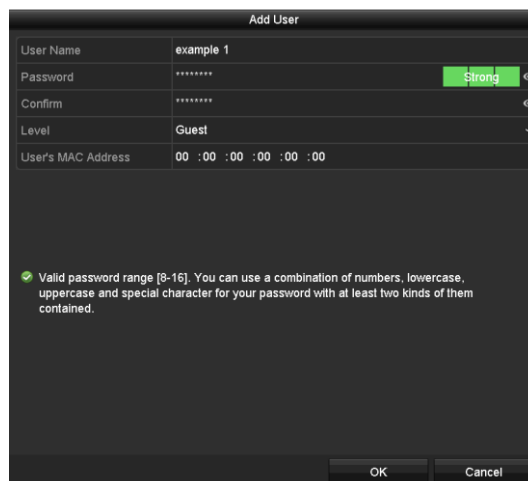 Add User
User Name example 1
Password ******** Strong
Confirm ********
Level Guest
User's MAC Address 00 :00 :00 :00 :00 :00
Valid password range [8-16]. You can use a combination of numbers, lowercase,
uppercase and special character for your password with at least two kinds of them
contained.
OK Cancel